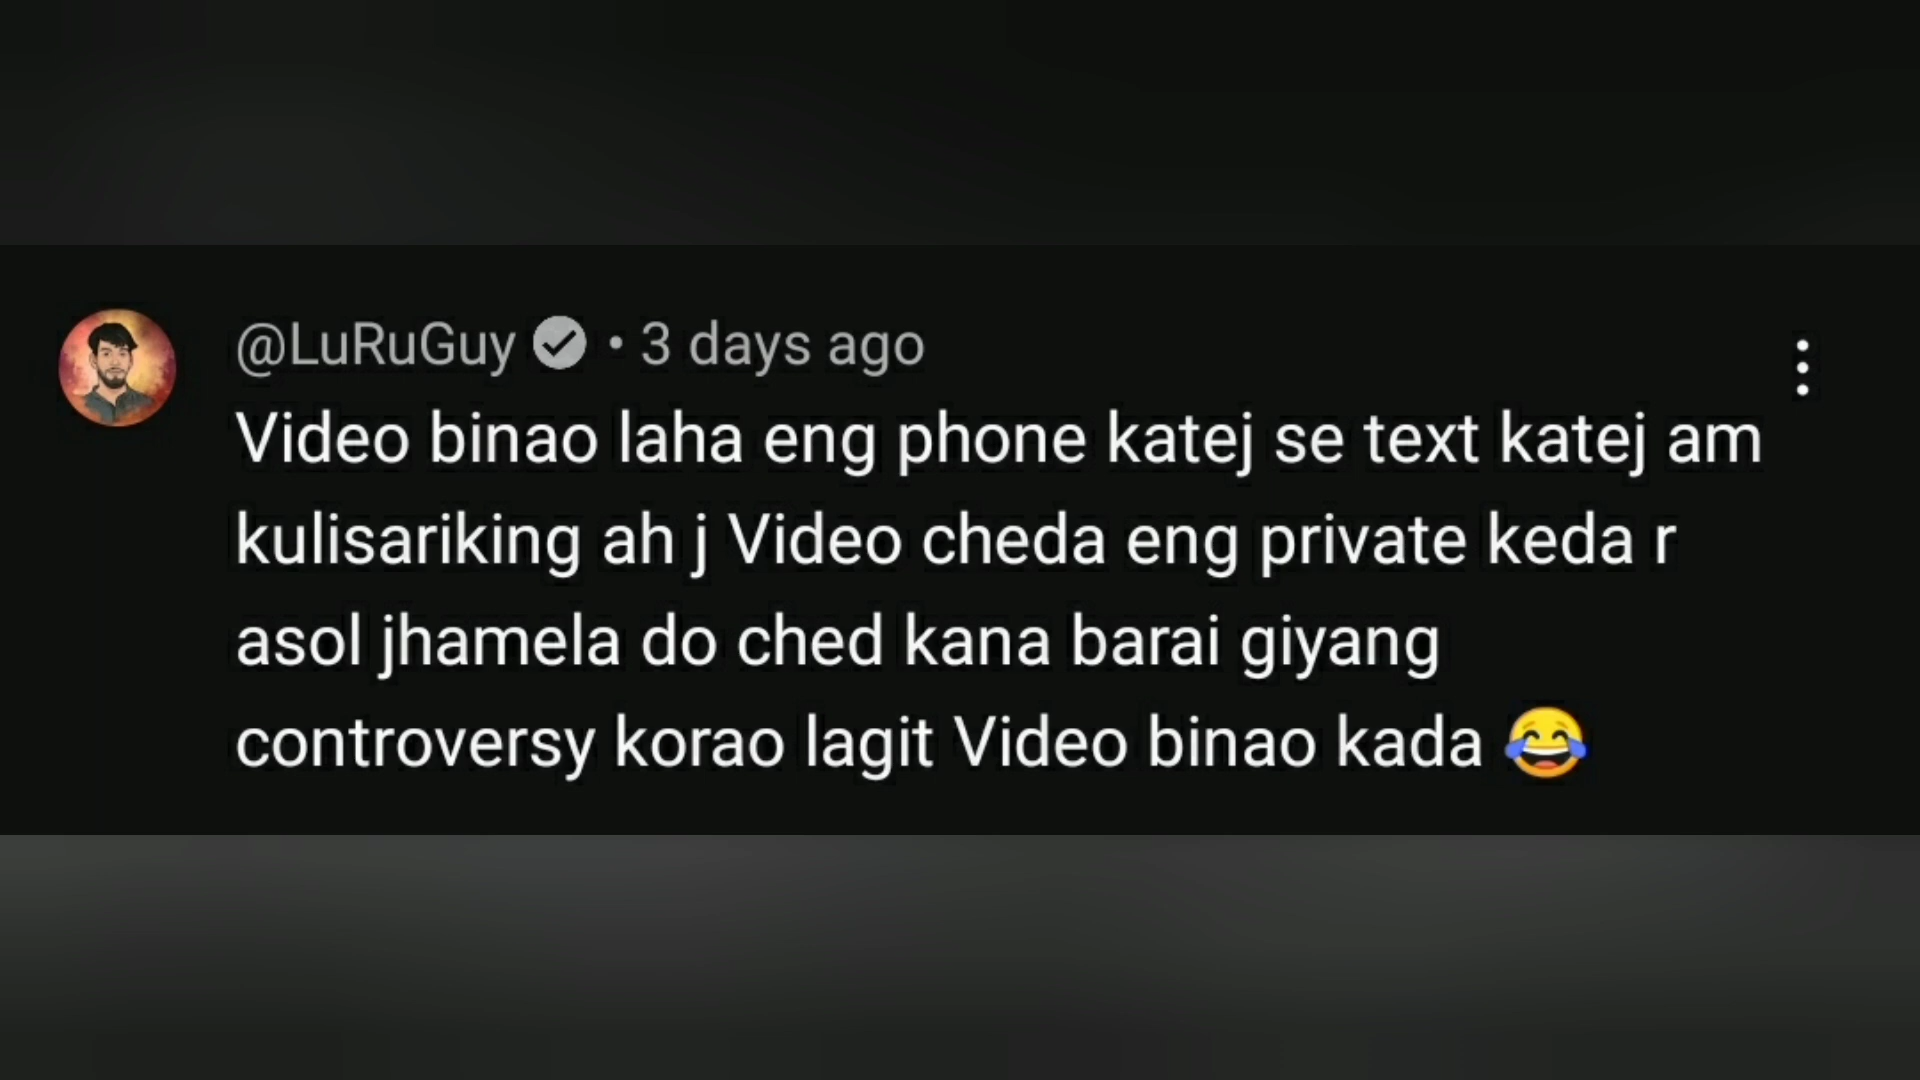 @LuRuGuy • 3 days ago
Video binao laha eng phone katej se text katej am
kulisariking ah j Video cheda eng private keda r
asol jhamela do ched kana barai giyang
controversy korao lagit Video binao kada 😂